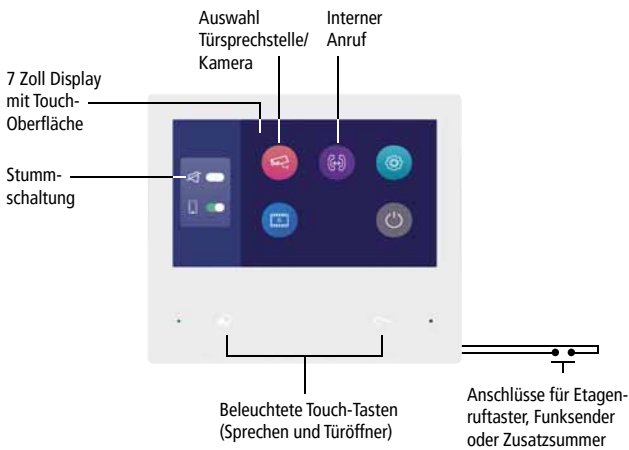 Auswahl
Türsprechstelle/
Kamera
Interner
Anruf
7 Zoll Display
mit Touch-
Oberfläche
Stumm-
schaltung
Beleuchtete Touch-Tasten
(Sprechen und Türöffner)
Anschlüsse für Etagen-
ruftaster, Funksender
oder Zusatzsummer